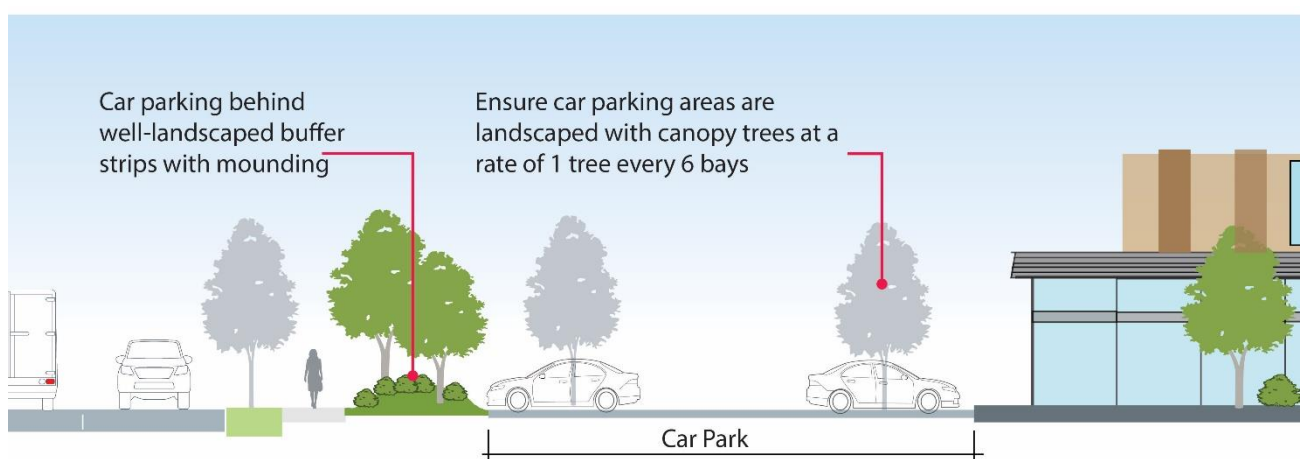 Car parking behind
well-landscaped buffer
strips with mounding
Ensure car parking areas are
landscaped with canopy trees at a
rate of 1 tree every 6 bays
Car Park